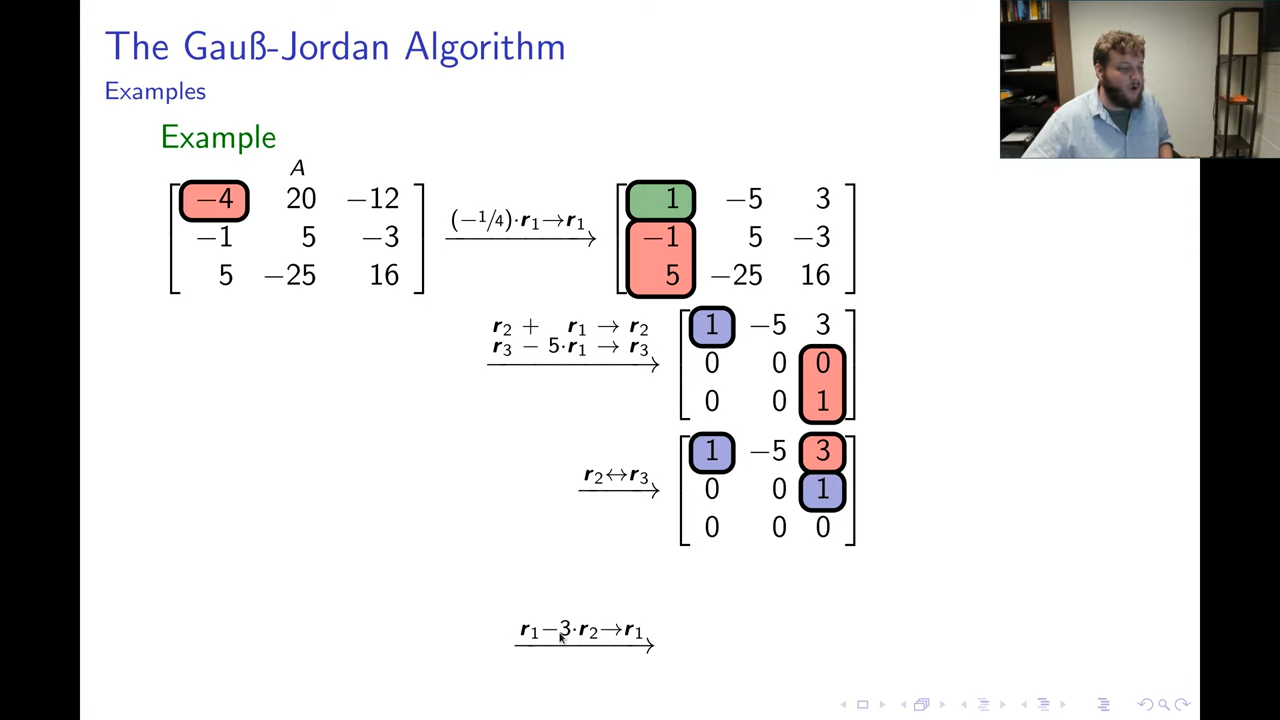 The Gauß-Jordan Algorithm
Examples
Example
A
−4 20 −12
−1 5 −3
5 −25 16
(−1/4)·r1→r1
1 −5 3
−1 5 −3
5 −25 16
r2 + r1 → r2
r3 − 5·r1 → r3
1 −5 3
0 0 0
0 0 1
r2↔r3
1 −5 3
0 0 1
0 0 0
r1−3·r2→r1